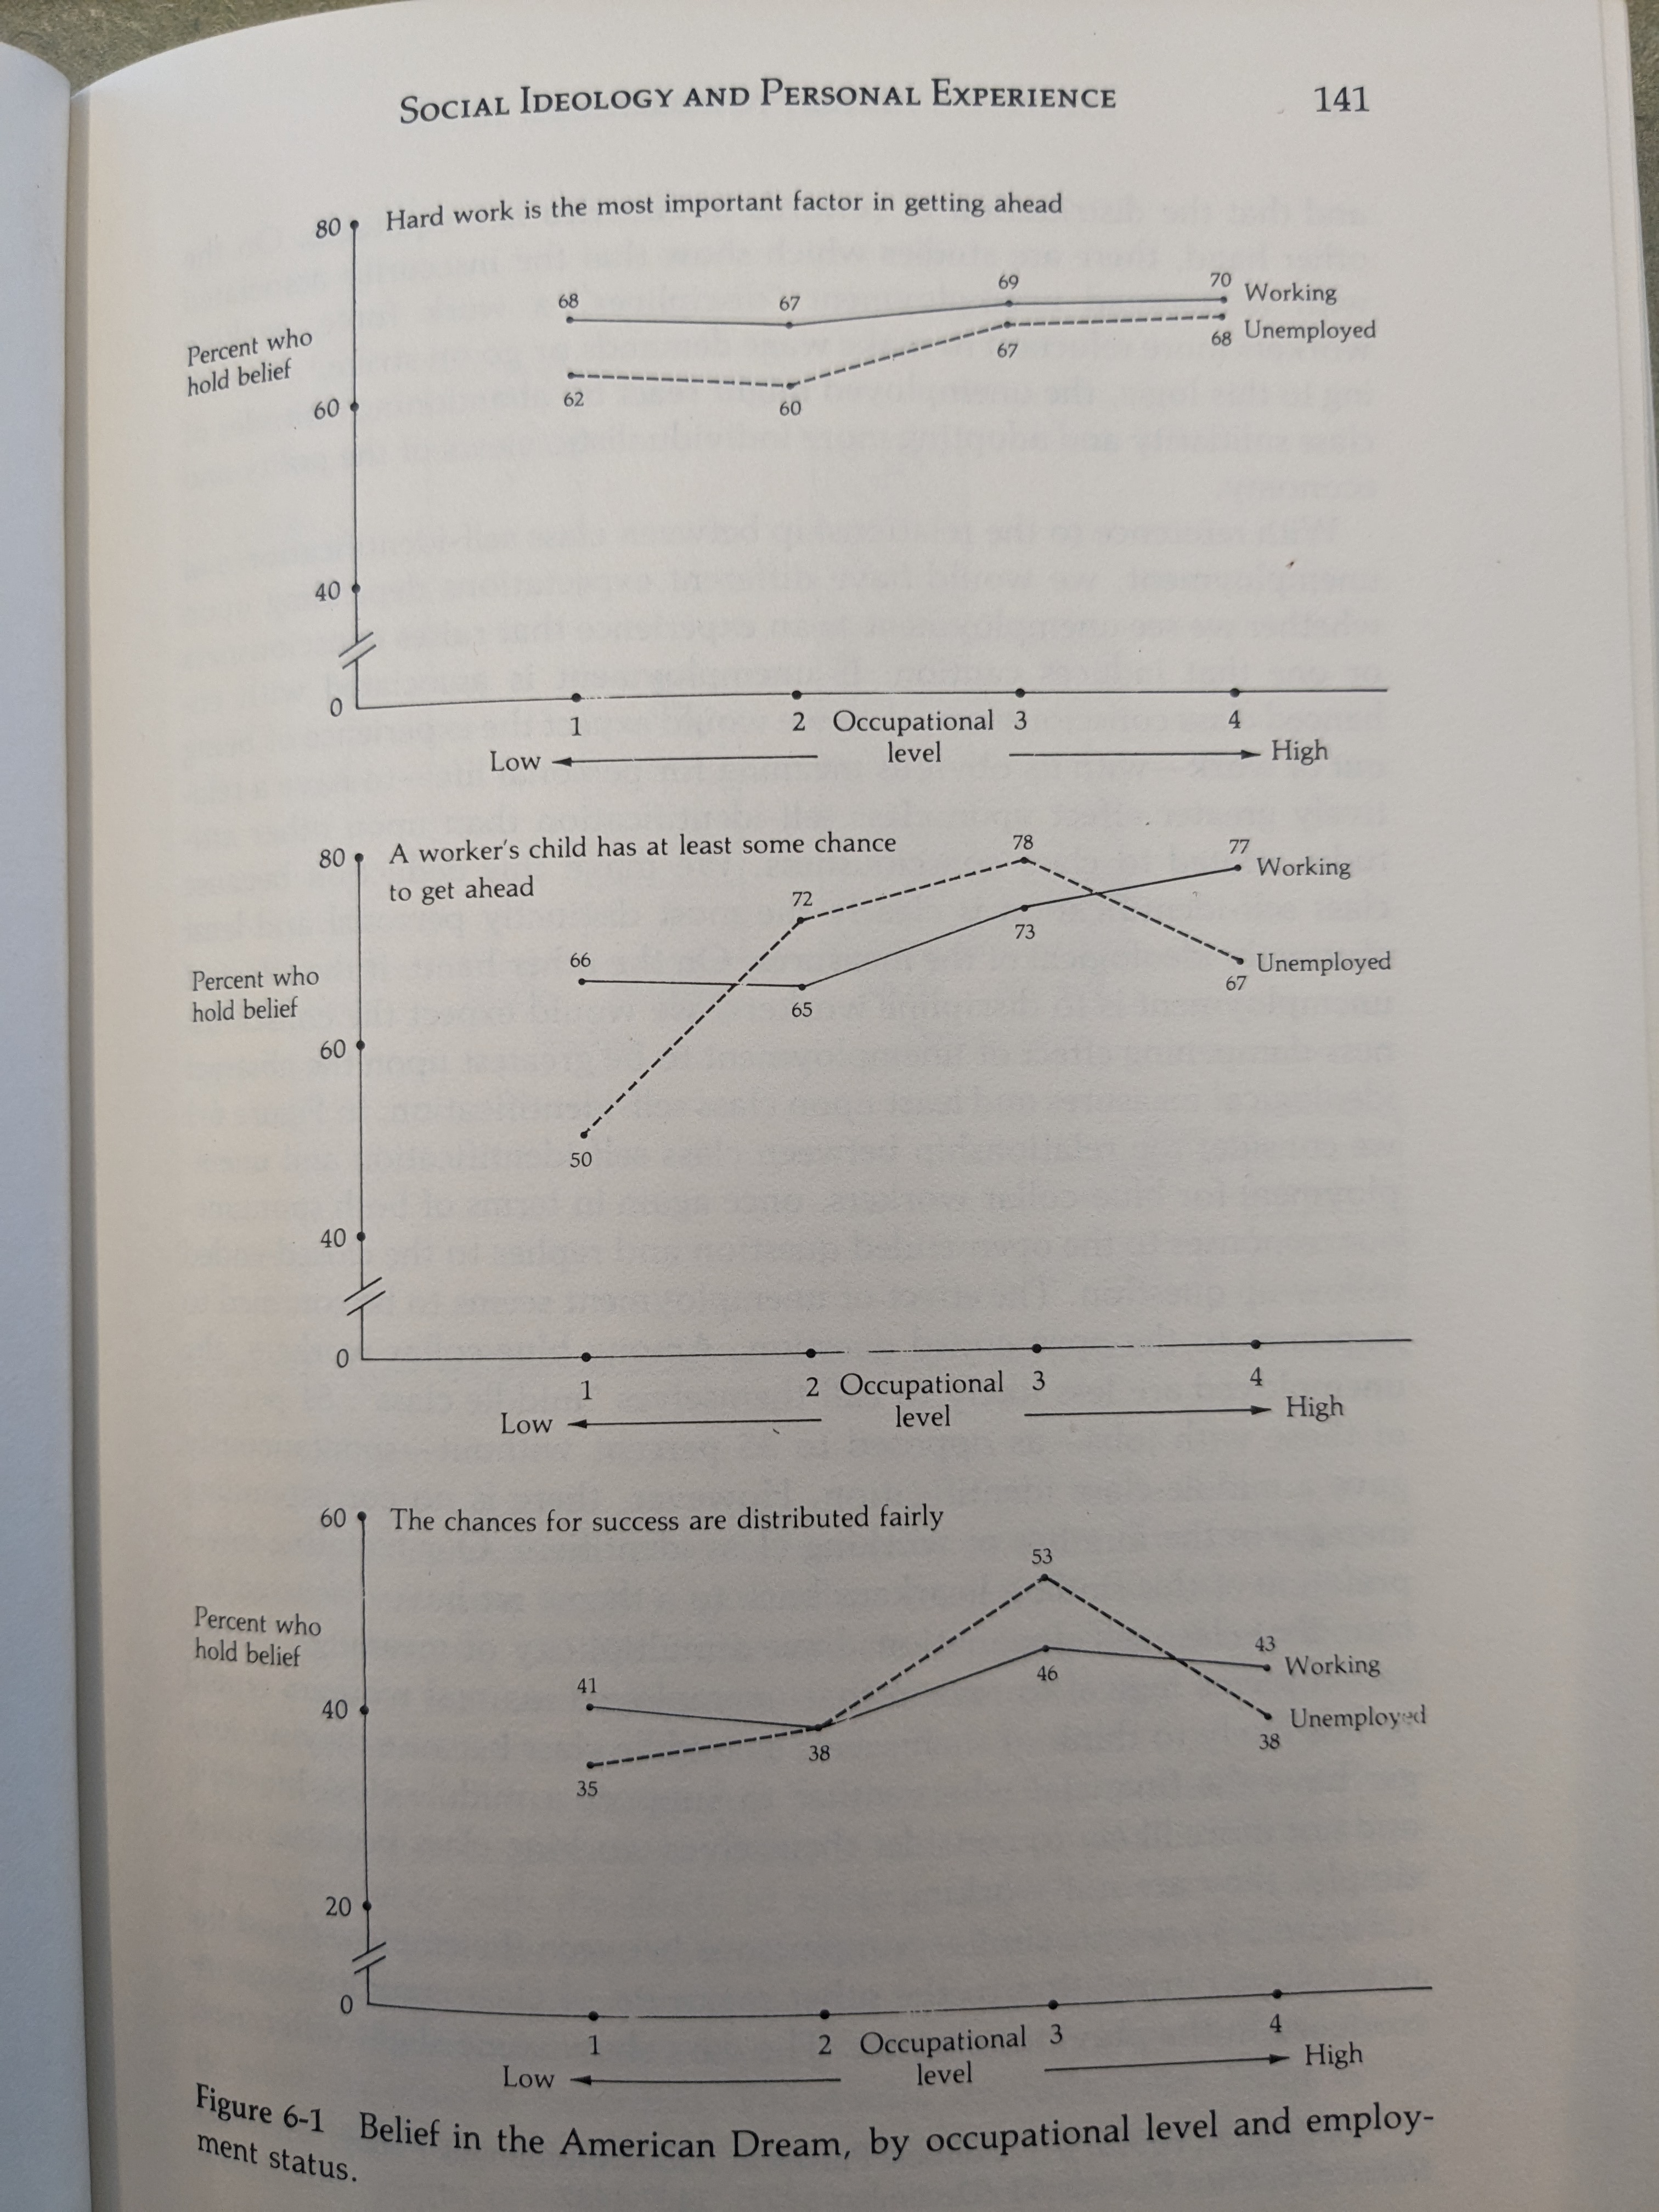 SOCIAL IDEOLOGY AND PERSONAL EXPERIENCE 141
80 Hard work is the most important factor in getting ahead
68 67 69 70 Working
Percent who
hold belief
62 60 67 68 Unemployed
60
40
0
1 2 Occupational 3 4
Low level High
80 A worker's child has at least some chance
to get ahead
78 77 Working
72
66 73
Percent who
hold belief
65 67 Unemployed
60
50
40
0
1 2 Occupational 3 4
Low level High
60 The chances for success are distributed fairly
53
Percent who
hold belief
41 46 43 Working
40 Unemployed
35 38 38
20
0
1 2 Occupational 3 4
Low level High
Figure 6-1 Belief in the American Dream, by occupational level and employ-
ment status.